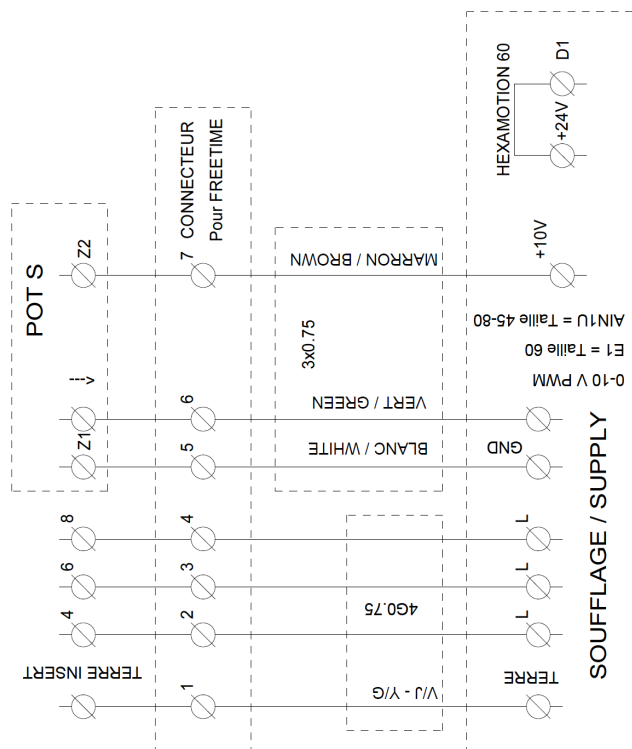 HEXAMOTION 60
+24V
D1
CONNECTEUR
Pour FREETIME
POT S
Z2
7
MARRON / BROWN
+10V
3x0.75
AIN1U = Taille 45-80
E1 = Taille 60
0-10 V PWM
--->
6
VERT / GREEN
Z1
5
BLANC / WHITE
GND
8
4
L
6
3
L
4
2
L
4G0.75
SOUFFLAGE / SUPPLY
TERRE INSERT
1
V/J - Y/G
TERRE